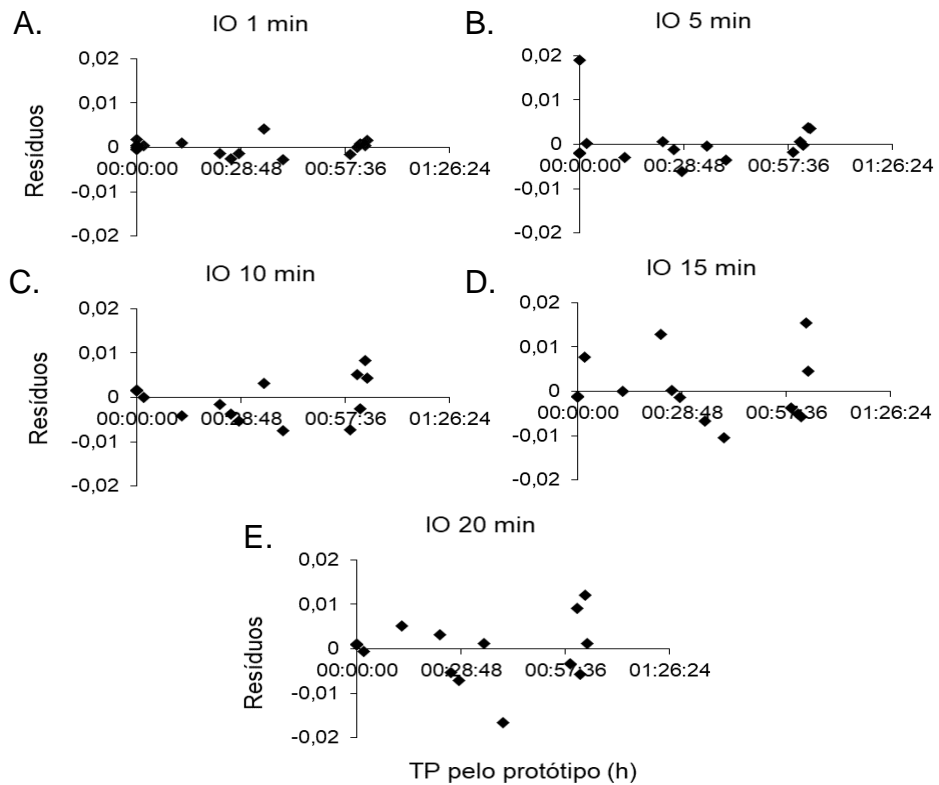 A.
IO 1 min
0,02
0,01
0
-0,01
-0,02
00:00:00 00:28:48 00:57:36 01:26:24
Resíduos
B.
IO 5 min
0,02
0,01
0
-0,01
-0,02
00:00:00 00:28:48 00:57:36 01:26:24
C.
IO 10 min
0,02
0,01
0
-0,01
-0,02
00:00:00 00:28:48 00:57:36 01:26:24
Resíduos
D.
IO 15 min
0,02
0,01
0
-0,01
-0,02
00:00:00 00:28:48 00:57:36 01:26:24
E.
IO 20 min
0,02
0,01
0
-0,01
-0,02
00:00:00 00:28:48 00:57:36 01:26:24
Resíduos
TP pelo protótipo (h)